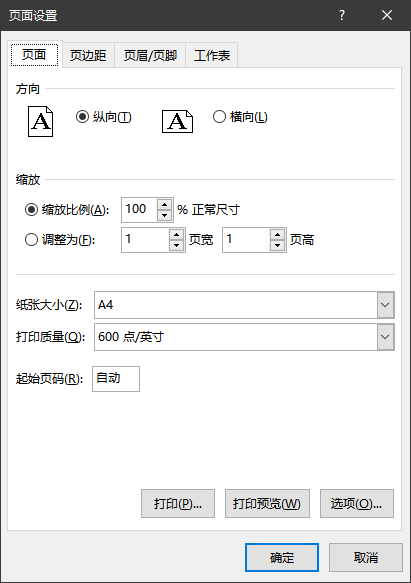 页面设置
页面 页边距 页眉/页脚 工作表
方向
A 纵向(T) A 横向(L)
缩放
缩放比例(A): 100 % 正常尺寸
调整为(F): 1 页宽 1 页高
纸张大小(Z): A4
打印质量(Q): 600 点/英寸
起始页码(R): 自动
打印(P)... 打印预览(W) 选项(O)...
确定 取消